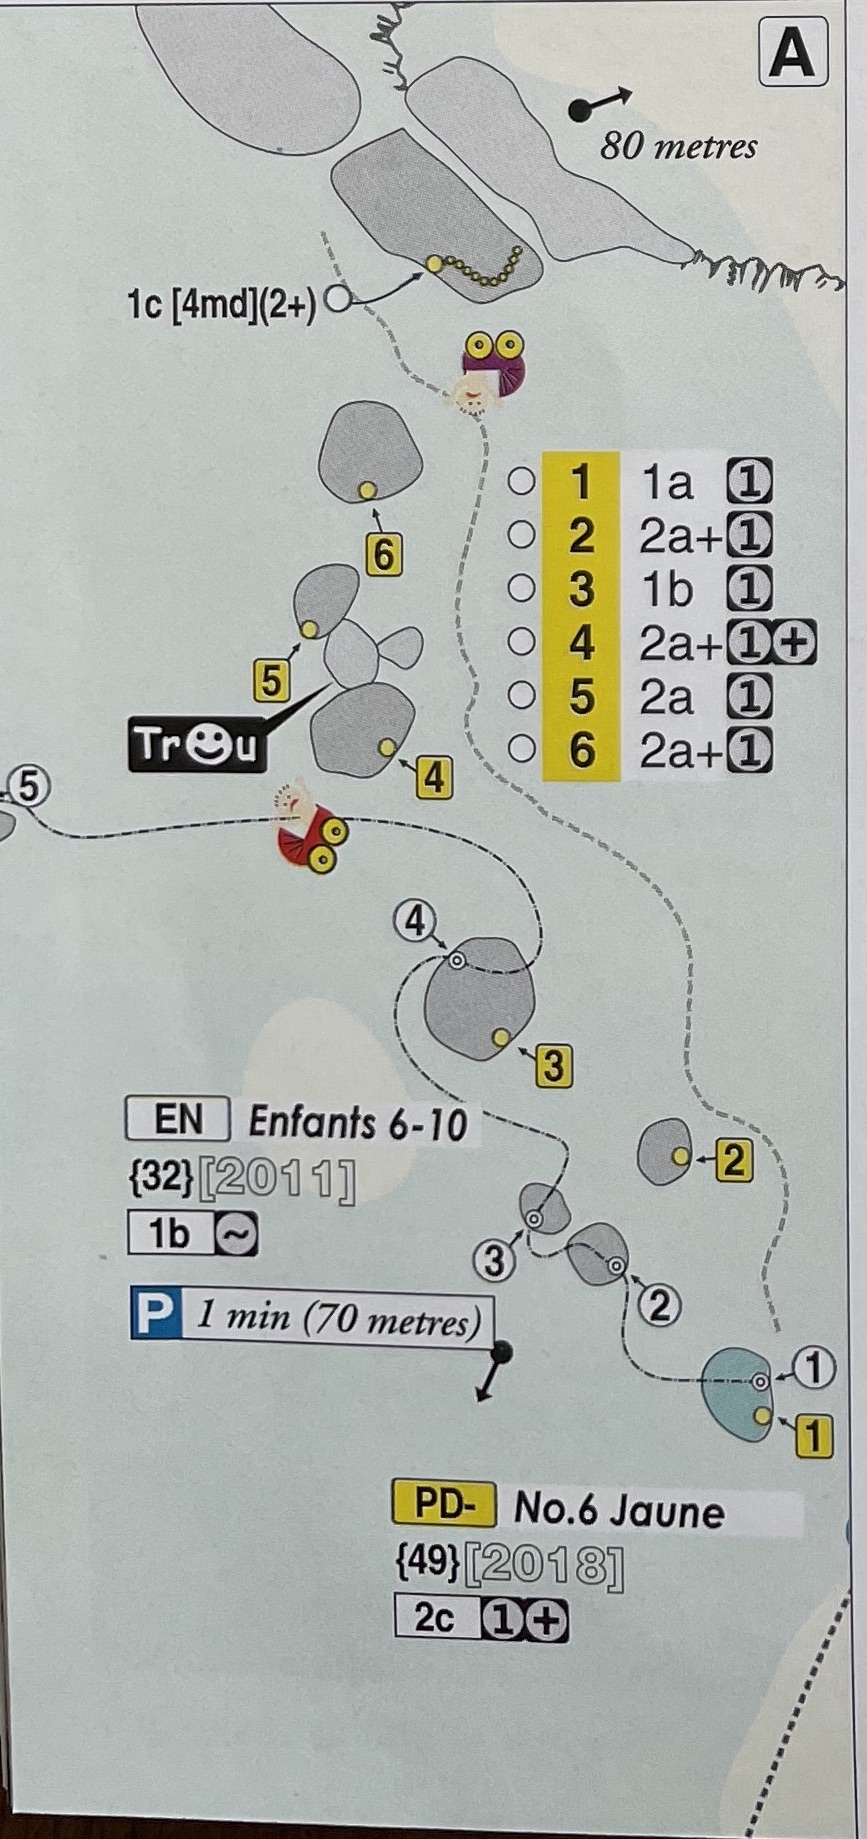 A
80 metres
1c [4md](2+)
1 1a 1
2 2a+ 1
3 1b 1
4 2a+ 1 +
5 2a 1
6 2a+ 1
6
5
Tr☺u
4
5
4
3
EN Enfants 6-10
{32}[2011]
1b ~
2
3
2
P 1 min (70 metres)
1
1
PD- No.6 Jaune
{49}[2018]
2c 1 +